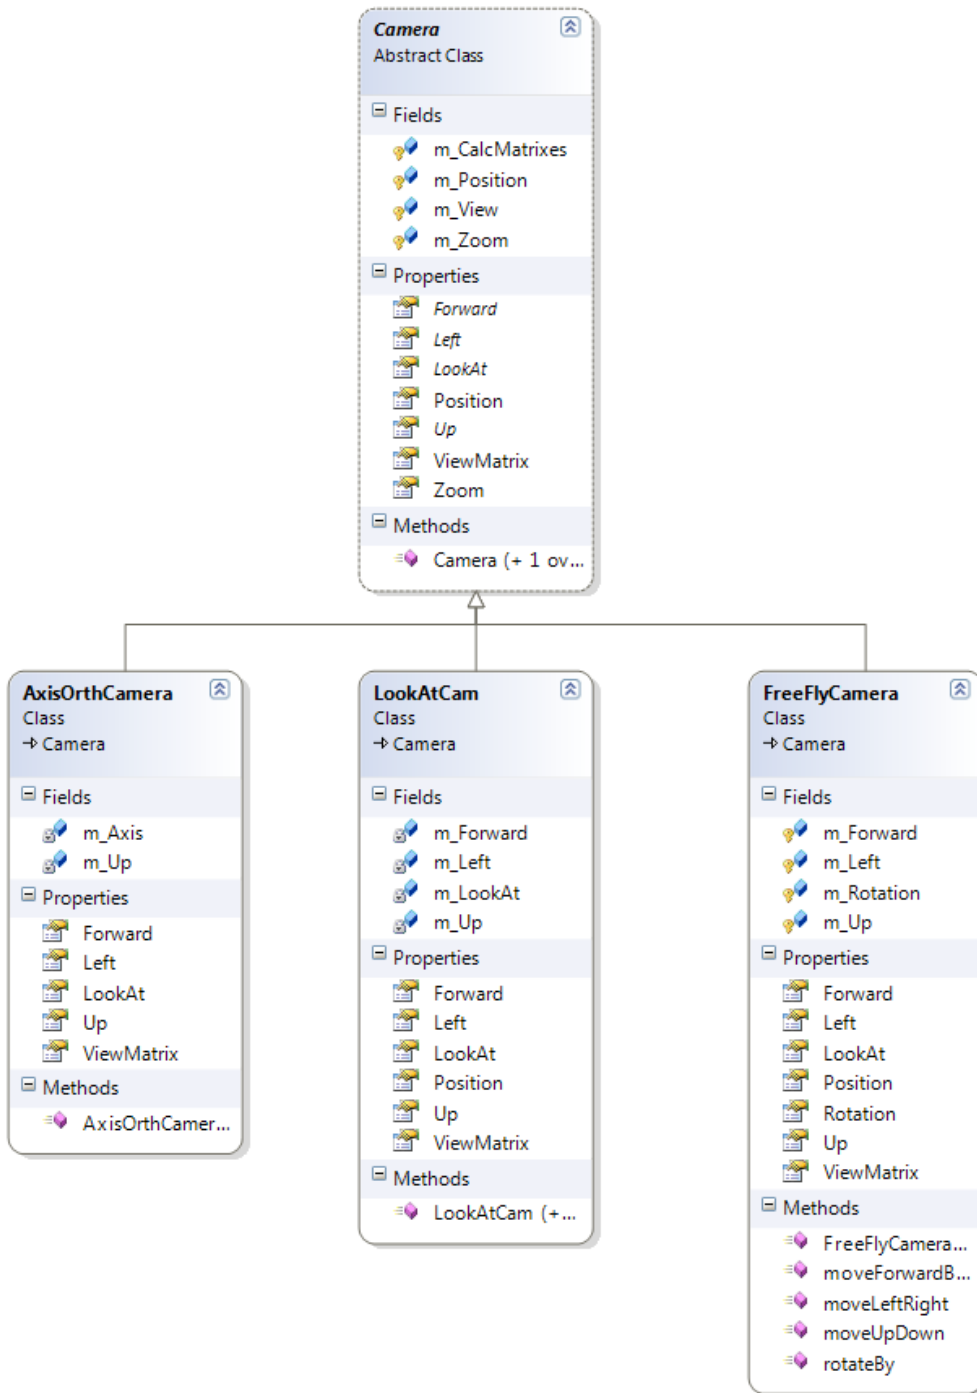 Camera
Abstract Class
Fields
m_CalcMatrixes
m_Position
m_View
m_Zoom
Properties
Forward
Left
LookAt
Position
Up
ViewMatrix
Zoom
Methods
Camera (+ 1 ov...
AxisOrthCamera
Class
Camera
Fields
m_Axis
m_Up
Properties
Forward
Left
LookAt
Up
ViewMatrix
Methods
AxisOrthCamer...
LookAtCam
Class
Camera
Fields
m_Forward
m_Left
m_LookAt
m_Up
Properties
Forward
Left
LookAt
Position
Up
ViewMatrix
Methods
LookAtCam (+...
FreeFlyCamera
Class
Camera
Fields
m_Forward
m_Left
m_Rotation
m_Up
Properties
Forward
Left
LookAt
Position
Rotation
Up
ViewMatrix
Methods
FreeFlyCamera...
moveForwardB...
moveLeftRight
moveUpDown
rotateBy